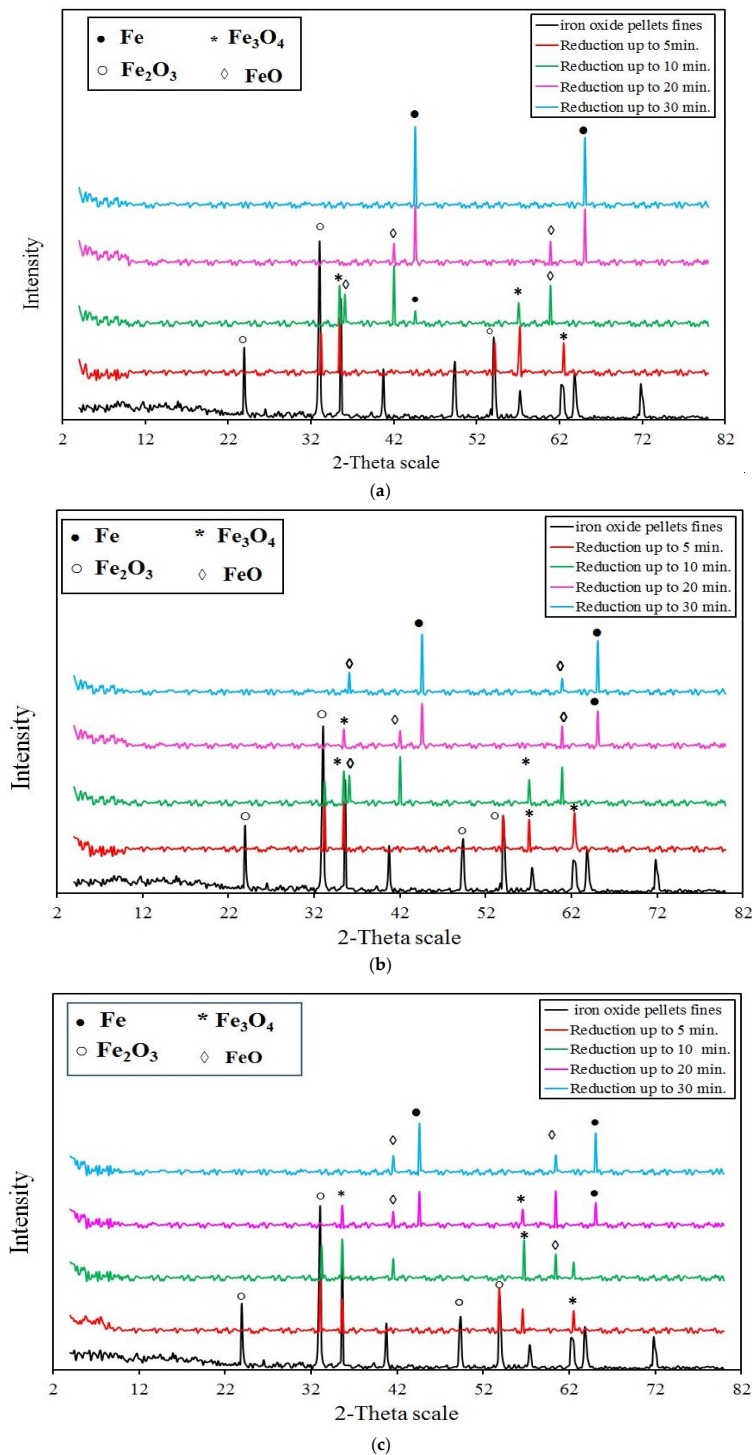 ● Fe * Fe3O4
○ Fe2O3 ◊ FeO
iron oxide pellets fines
Reduction up to 5min.
Reduction up to 10 min.
Reduction up to 20 min.
Reduction up to 30 min.
Intensity
2 12 22 32 42 52 62 72 82
2-Theta scale
(a)
● Fe * Fe3O4
○ Fe2O3 ◊ FeO
iron oxide pellets fines
Reduction up to 5 min.
Reduction up to 10 min.
Reduction up to 20 min.
Reduction up to 30 min.
Intensity
2 12 22 32 42 52 62 72 82
2-Theta scale
(b)
● Fe * Fe3O4
○ Fe2O3 ◊ FeO
iron oxide pellets fines
Reduction up to 5 min.
Reduction up to 10 min.
Reduction up to 20 min.
Reduction up to 30 min.
Intensity
2 12 22 32 42 52 62 72 82
2-Theta scale
(c)